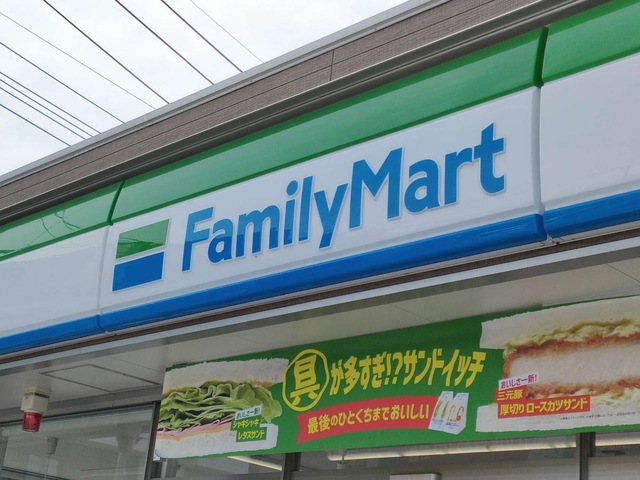 FamilyMart
具が多すぎ!?サンドイッチ
最後のひとくちまでおいしい
おいしさ一新!
シャキシャキ
レタスサンド
おいしさ一新!
三元豚
厚切りロースカツサンド